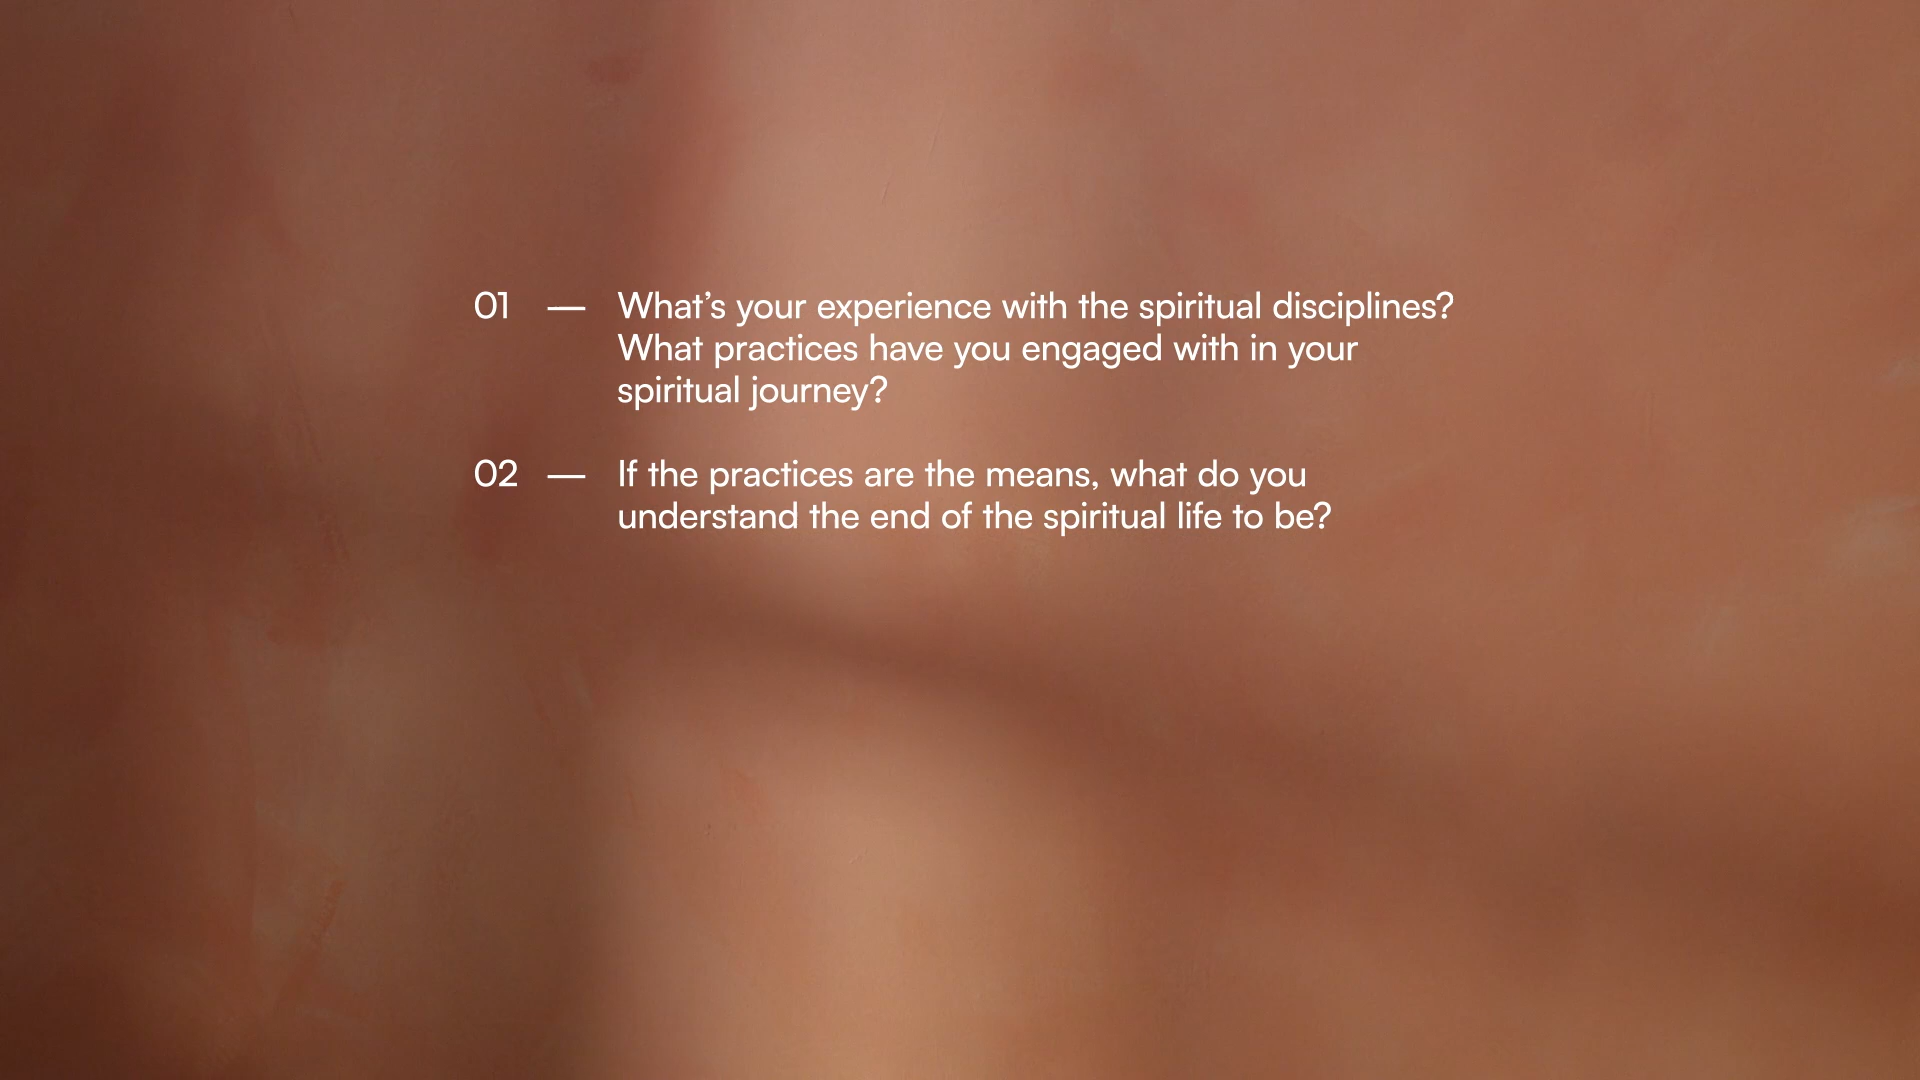 01 — What’s your experience with the spiritual disciplines?
What practices have you engaged with in your
spiritual journey?
02 — If the practices are the means, what do you
understand the end of the spiritual life to be?